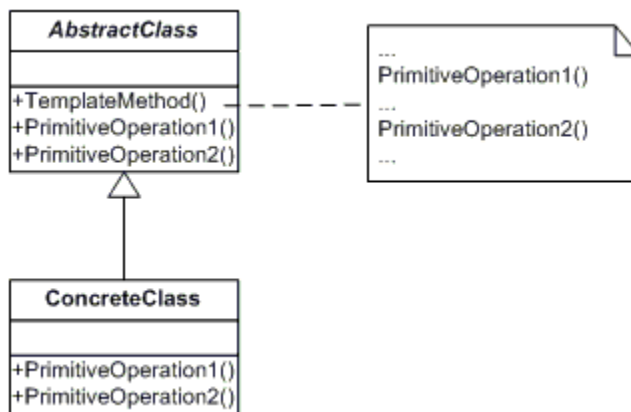 AbstractClass
+TemplateMethod()
+PrimitiveOperation1()
+PrimitiveOperation2()
...
PrimitiveOperation1()
...
PrimitiveOperation2()
...
ConcreteClass
+PrimitiveOperation1()
+PrimitiveOperation2()